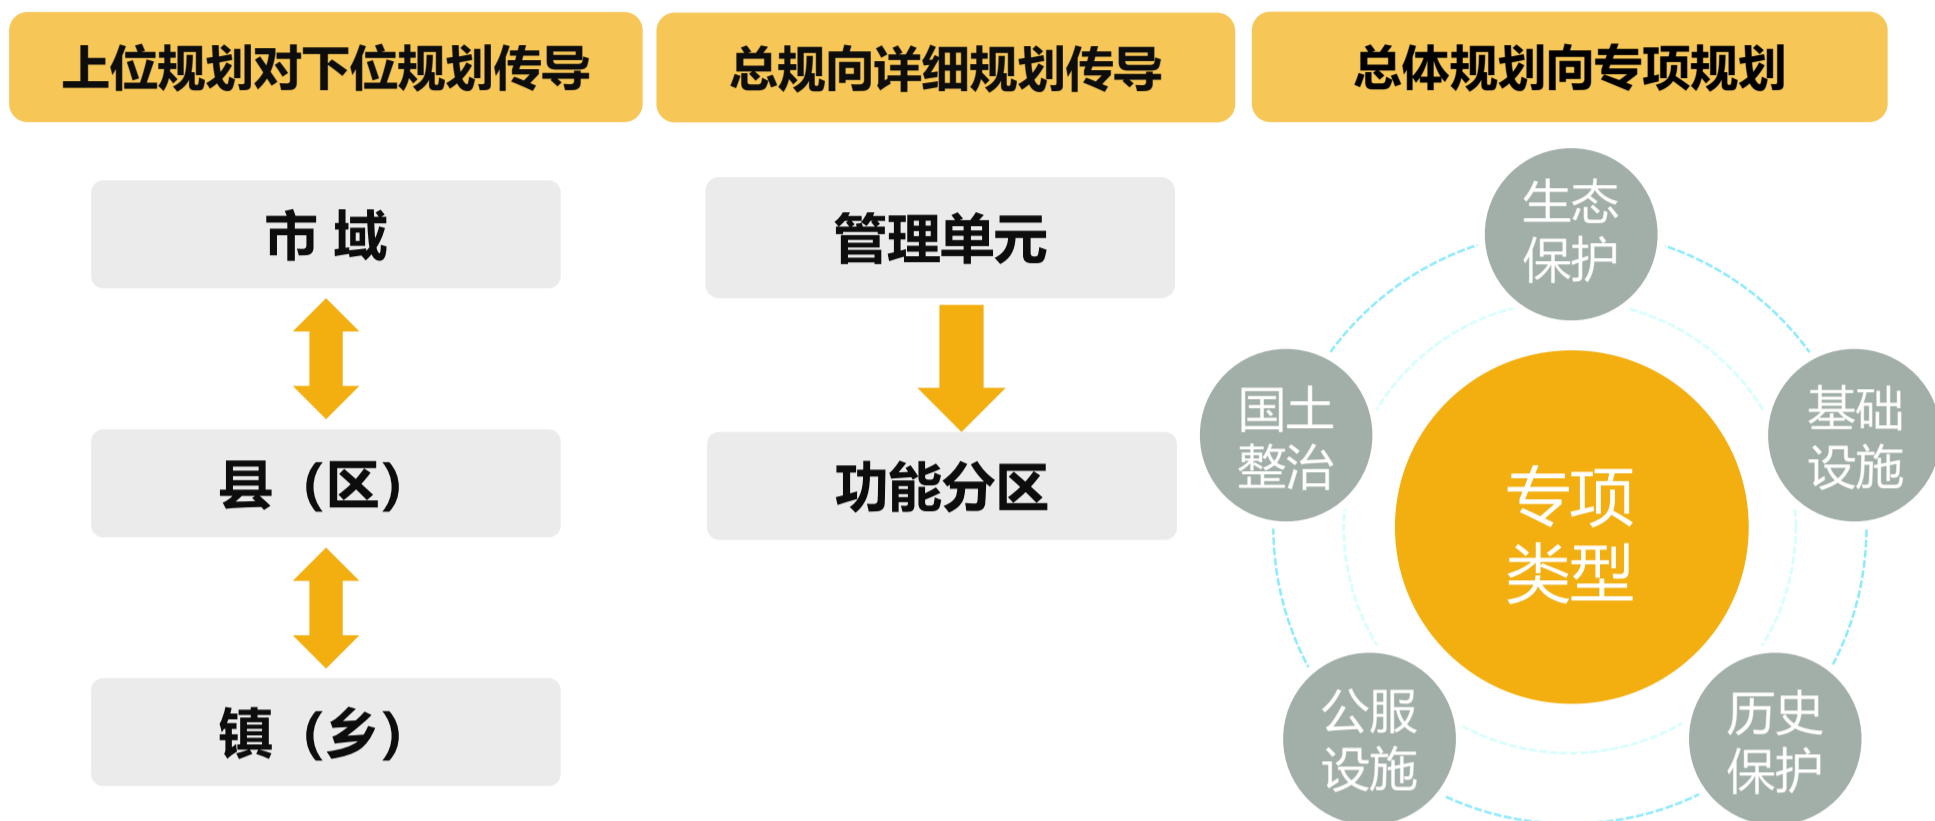 上位规划对下位规划传导
总规向详细规划传导
总体规划向专项规划
市 域
县（区）
镇（乡）
管理单元
功能分区
生态
保护
国土
整治
基础
设施
专项
类型
公服
设施
历史
保护